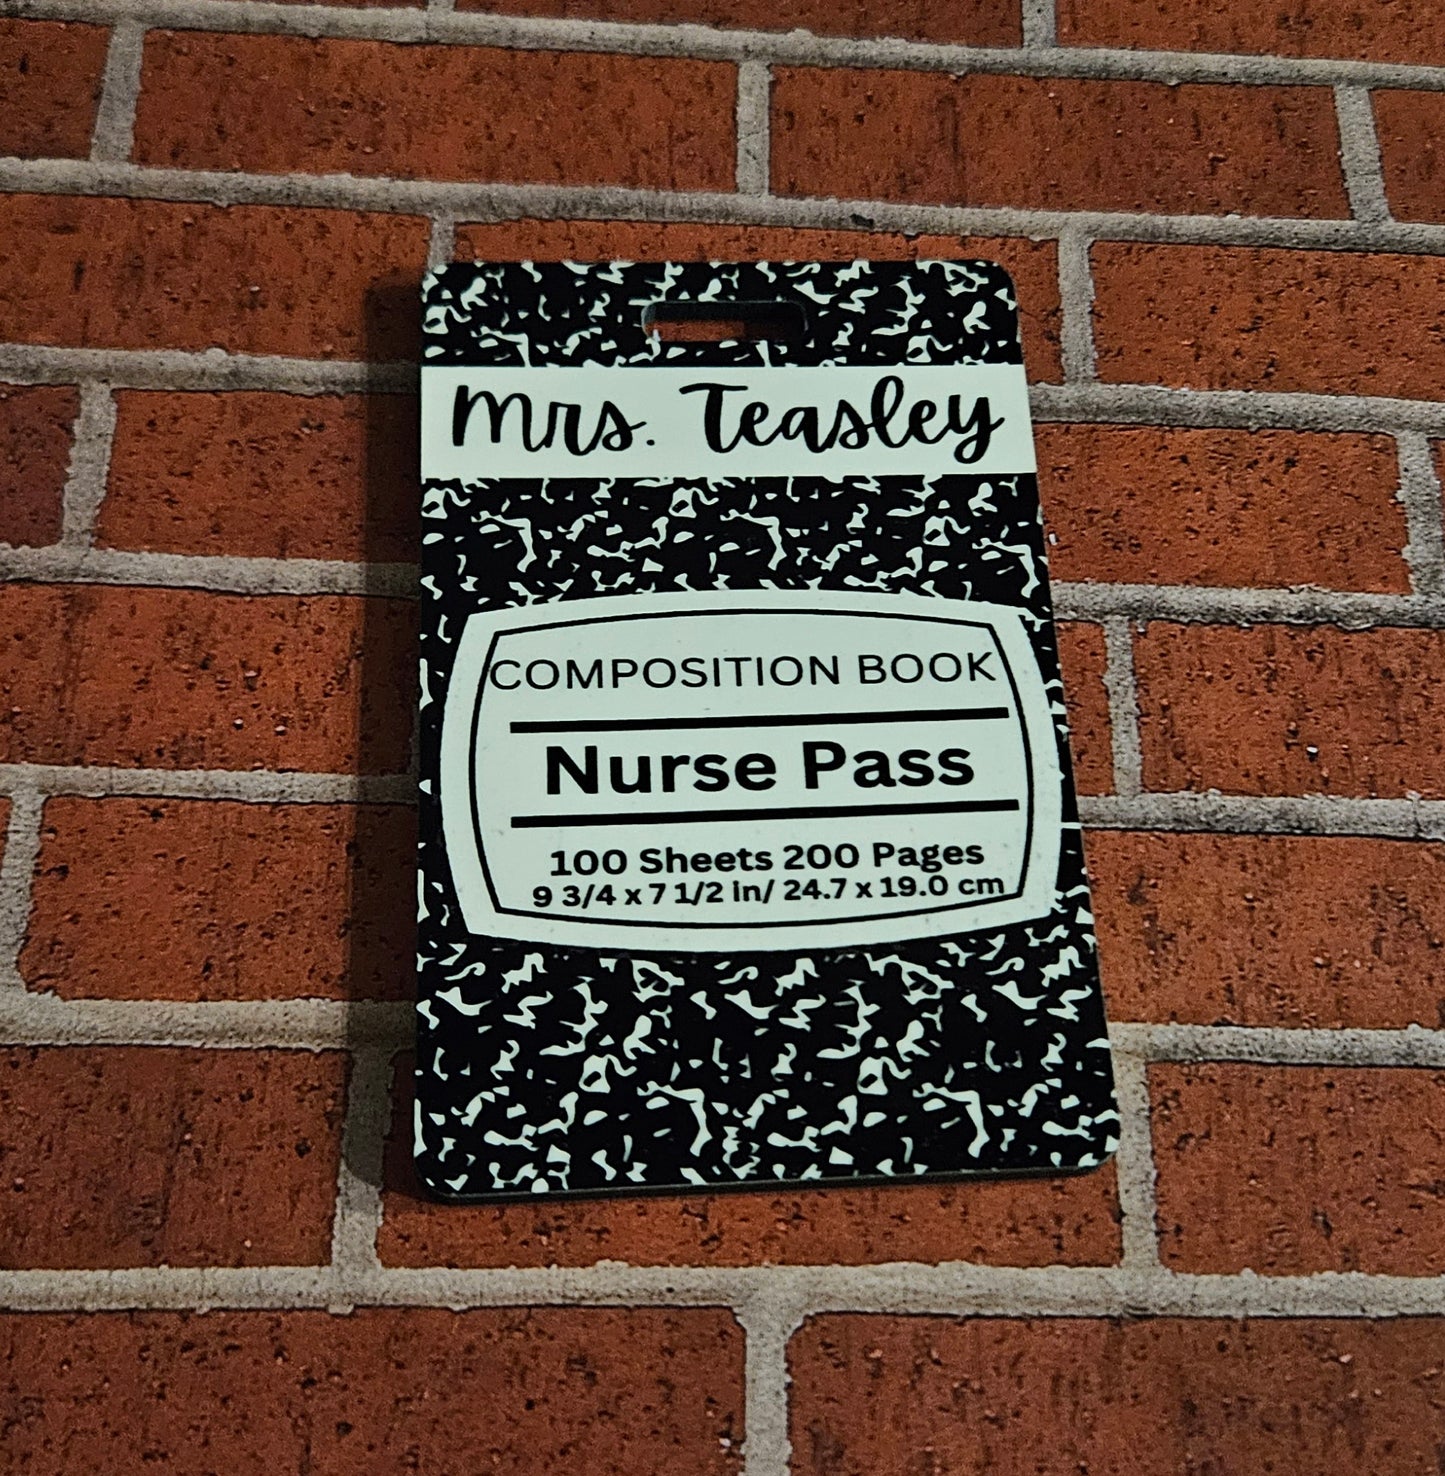 Mrs. Teasley
COMPOSITION BOOK
Nurse Pass
100 Sheets 200 Pages
9 3/4 x 7 1/2 in/ 24.7 x 19.0 cm